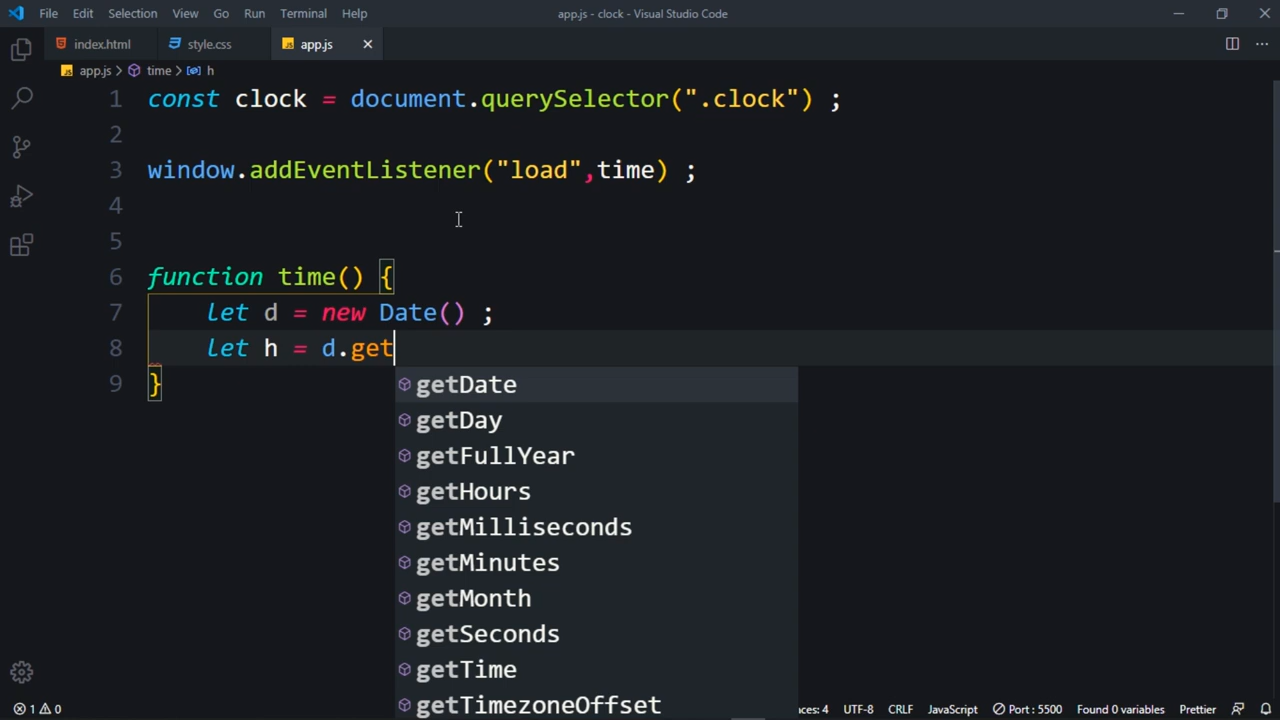 File Edit Selection View Go Run Terminal Help app.js - clock - Visual Studio Code
index.html style.css JS app.js
JS app.js > time > h
1 const clock = document.querySelector(".clock") ;
2
3 window.addEventListener("load",time) ;
4
5
6 function time() {
7 let d = new Date() ;
8 let h = d.get
9 }
getDate
getDay
getFullYear
getHours
getMilliseconds
getMinutes
getMonth
getSeconds
getTime
getTimezoneOffset
1 0 ces: 4 UTF-8 CRLF JavaScript Port : 5500 Found 0 variables Prettier